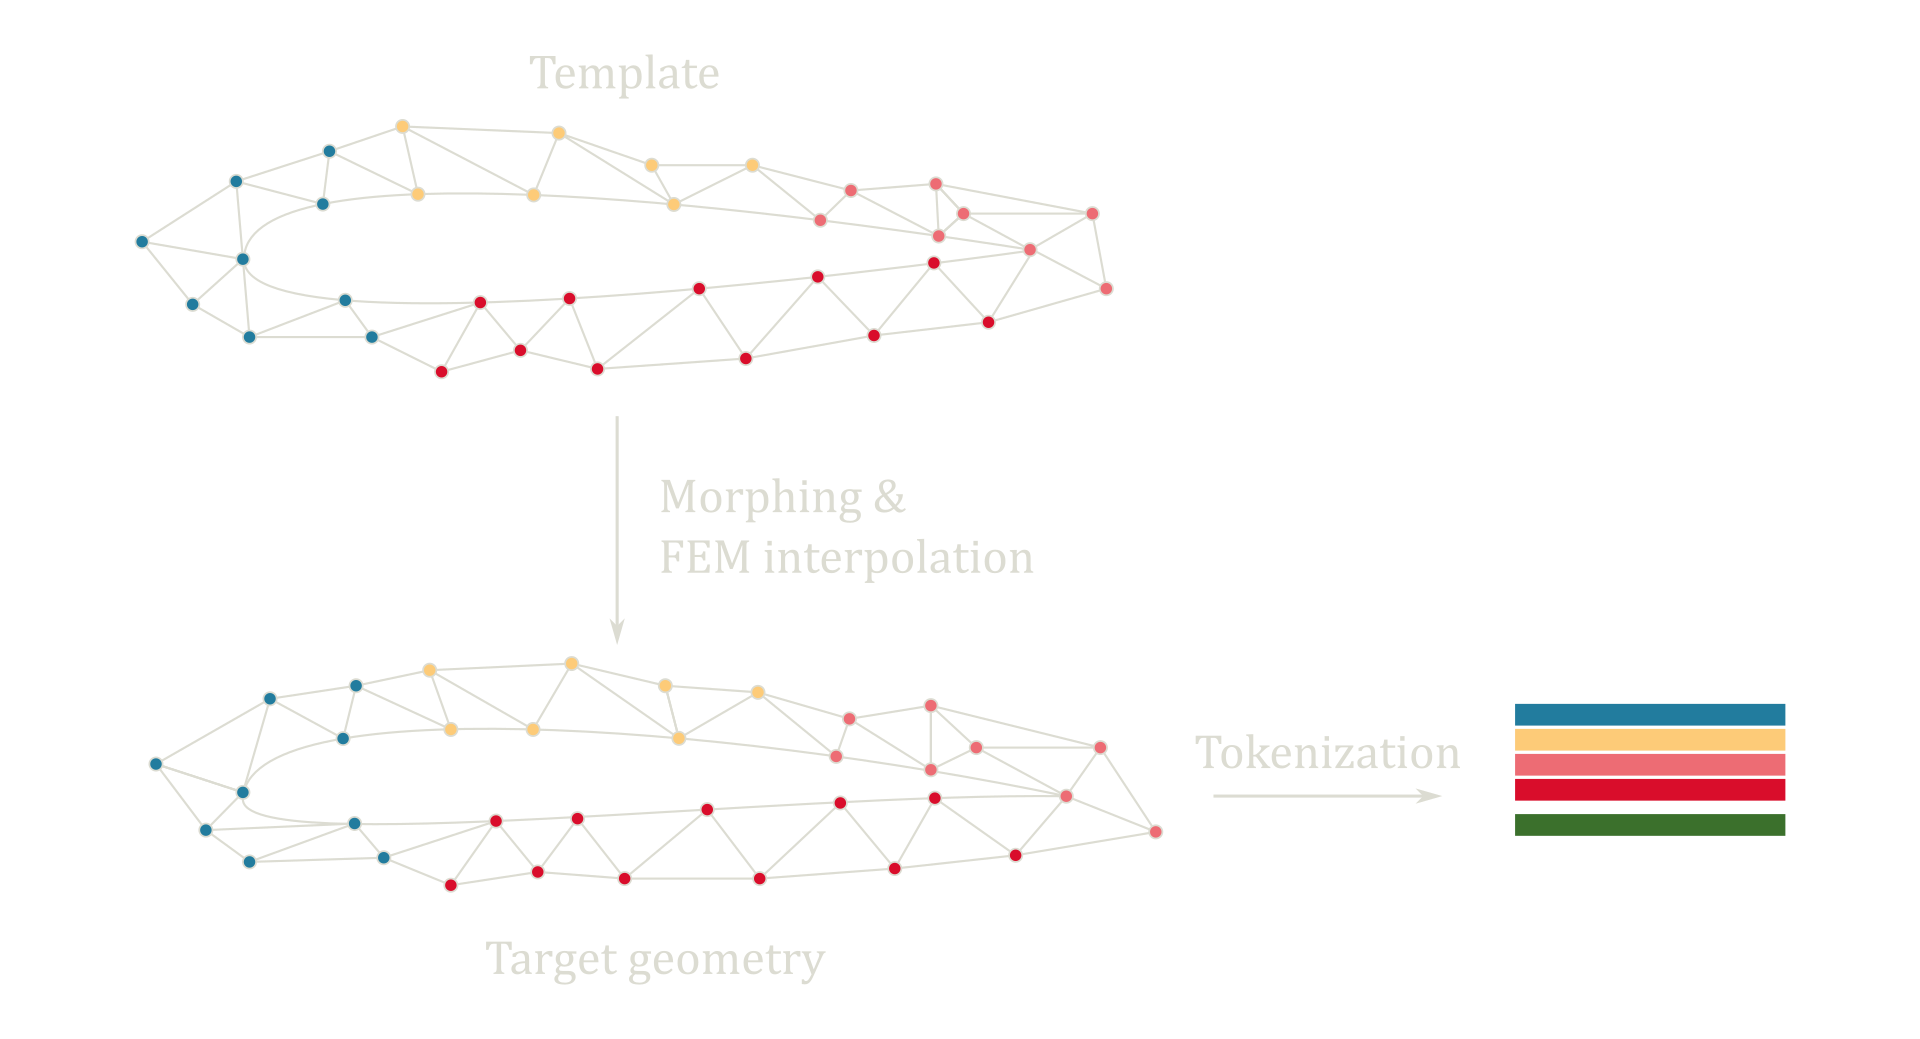 Template
Morphing &
FEM interpolation
Tokenization
Target geometry